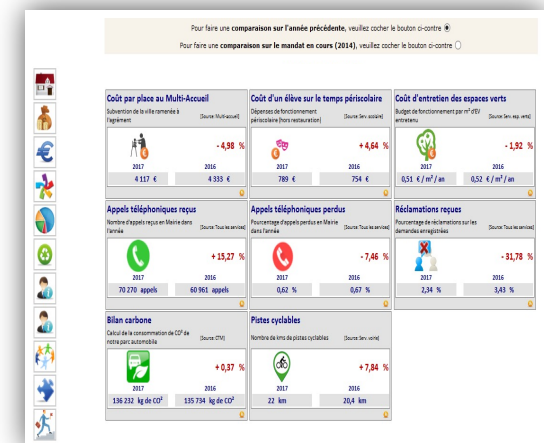 Pour faire une comparaison sur l'année précédente, veuillez cocher le bouton ci-contre
Pour faire une comparaison sur le mandat en cours (2014), veuillez cocher le bouton ci-contre
Coût par place au Multi-Accueil
Subvention de la ville ramenée à
l'agrément
[Source: Multi-accueil]
- 4,98 %
2017 2016
4 117 € 4 333 €
Coût d'un élève sur le temps périscolaire
Dépenses de fonctionnement
périscolaire (hors restauration)
[Source: Serv. scolaire]
+ 4,64 %
2017 2016
789 € 754 €
Coût d'entretien des espaces verts
Budget de fonctionnement par m² d'EV
entretenu
[Source: Serv. esp. verts]
- 1,92 %
2017 2016
0,51 € / m² / an 0,52 € / m² / an
Appels téléphoniques reçus
Nombre d'appels reçus en Mairie dans
l'année
[Source: Tous les services]
+ 15,27 %
2017 2016
70 270 appels 60 961 appels
Appels téléphoniques perdus
Pourcentage d'appels perdus en Mairie
dans l'année
[Source: Tous les services]
- 7,46 %
2017 2016
0,62 % 0,67 %
Réclamations reçues
Pourcentage de réclamations sur les
demandes enregistrées
[Source: Tous les services]
- 31,78 %
2017 2016
2,34 % 3,43 %
Bilan carbone
Calcul de la consommation de CO² de
notre parc automobile
[Source: CTM]
+ 0,37 %
2017 2016
136 232 kg de CO² 135 734 kg de CO²
Pistes cyclables
Nombre de kms de pistes cyclables
[Source: Serv. voirie]
+ 7,84 %
2017 2016
22 km 20,4 km